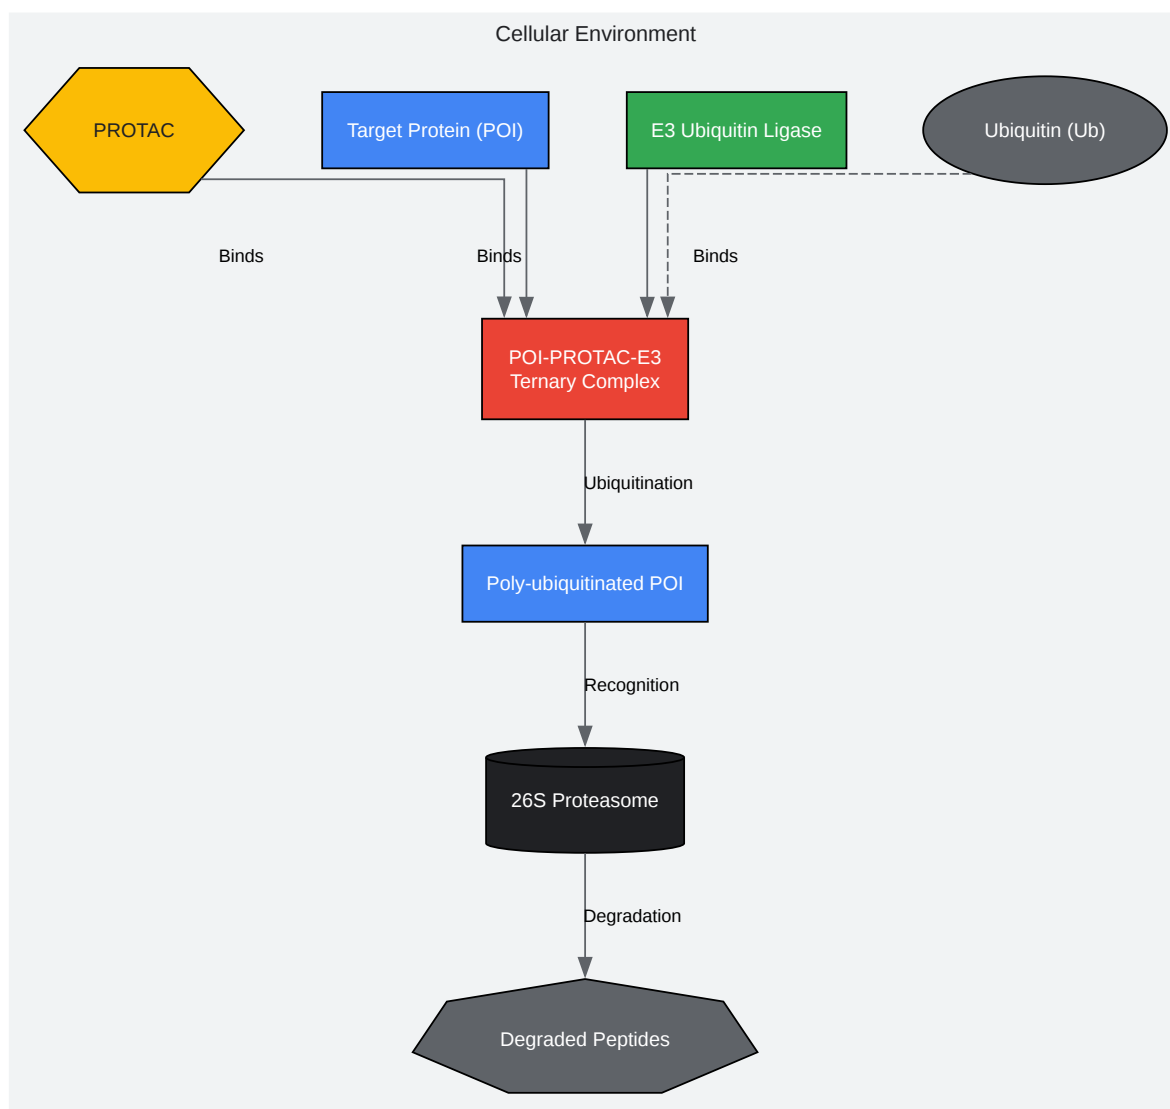 Cellular Environment
PROTAC
Target Protein (POI)
E3 Ubiquitin Ligase
Ubiquitin (Ub)
Binds
Binds
Binds
POI-PROTAC-E3
Ternary Complex
Ubiquitination
Poly-ubiquitinated POI
Recognition
26S Proteasome
Degradation
Degraded Peptides